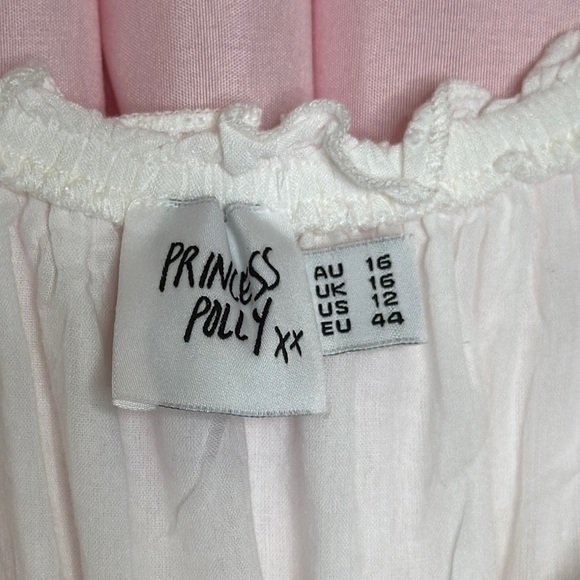 PRINCESS
POLLY xx
AU 16
UK 16
US 12
EU 44